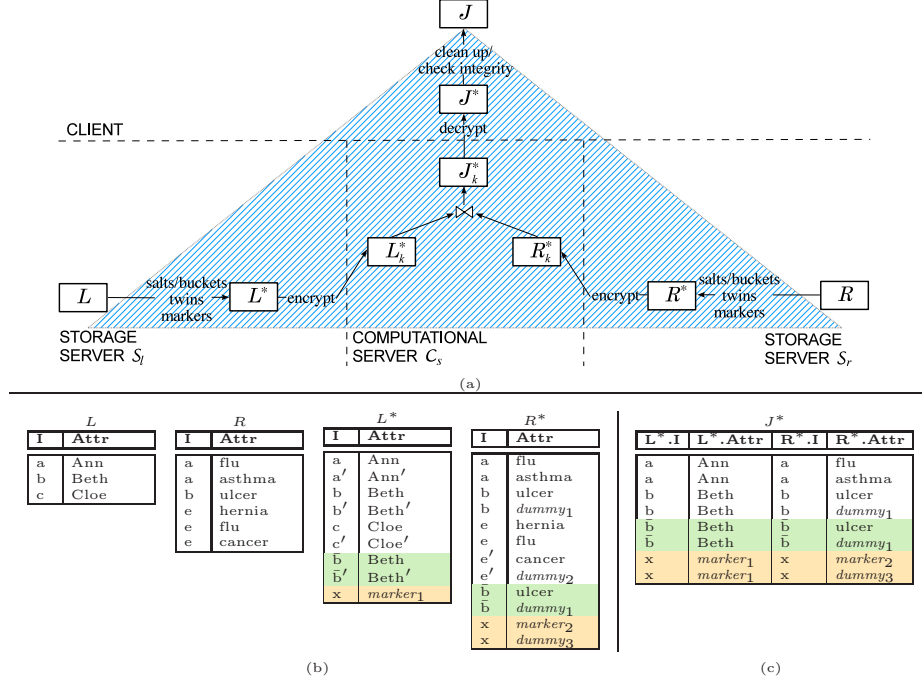 J
clean up/
check integrity
J*
CLIENT
decrypt
J*k
⋈
L*k
R*k
L
salts/buckets
twins
markers
L*
encrypt
encrypt
R*
salts/buckets
twins
markers
R
STORAGE
SERVER Sl
COMPUTATIONAL
SERVER Cs
STORAGE
SERVER Sr
(a)
L
I Attr
a Ann
b Beth
c Cloe
R
I Attr
a flu
a asthma
b ulcer
e hernia
e flu
e cancer
L*
I Attr
a Ann
a′ Ann′
b Beth
b′ Beth′
c Cloe
c′ Cloe′
b̄ Beth
b̄′ Beth′
x marker1
R*
I Attr
a flu
a asthma
b ulcer
b dummy1
e hernia
e flu
e′ cancer
e′ dummy2
b̄ ulcer
b̄ dummy1
x marker2
x dummy3
(b)
J*
L*.I L*.Attr R*.I R*.Attr
a Ann a flu
a Ann a asthma
b Beth b ulcer
b Beth b dummy1
b̄ Beth b̄ ulcer
b̄ Beth b̄ dummy1
x marker1 x marker2
x marker1 x dummy3
(c)